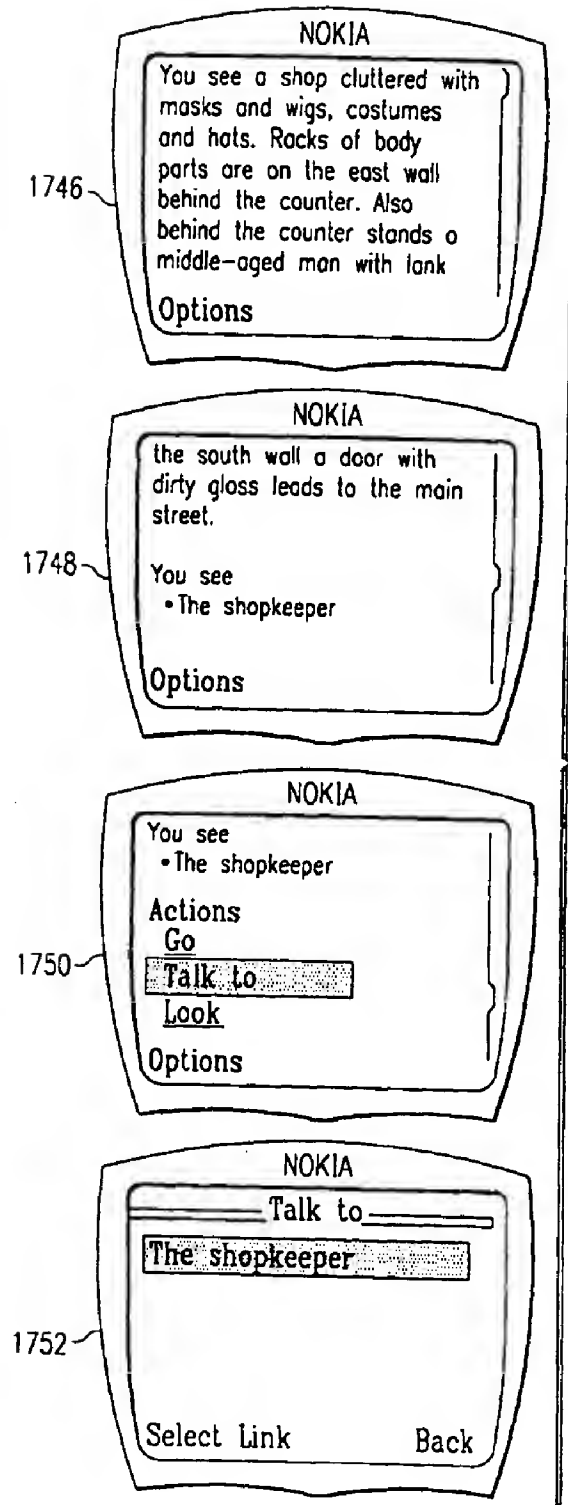 NOKIA
You see a shop cluttered with
masks and wigs, costumes
and hats. Racks of body
parts are on the east wall
behind the counter. Also
behind the counter stands a
middle-aged man with lank
Options
1746
NOKIA
the south wall a door with
dirty gloss leads to the main
street.
You see
•The shopkeeper
Options
1748
NOKIA
You see
•The shopkeeper
Actions
Go
Talk to
Look
Options
1750
NOKIA
Talk to
The shopkeeper
Select Link Back
1752